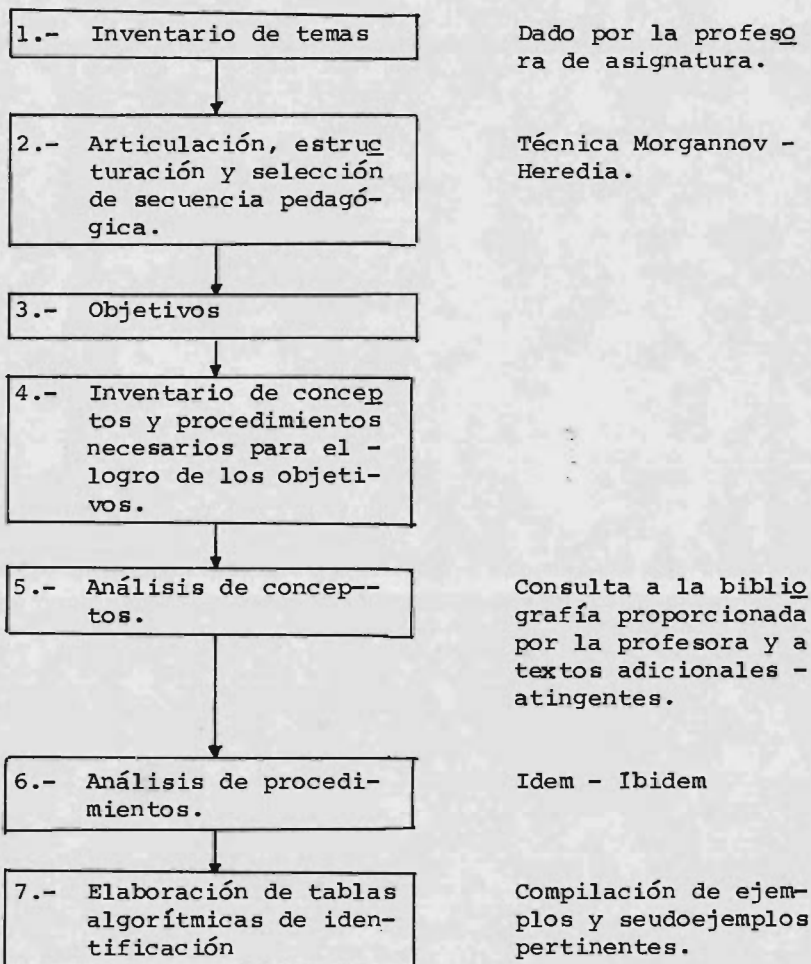 1.- Inventario de temas
Dado por la profeso
ra de asignatura.
2.- Articulación, estruc
turación y selección
de secuencia pedagó-
gica.
Técnica Morgannov -
Heredia.
3.- Objetivos
4.- Inventario de concep
tos y procedimientos
necesarios para el -
logro de los objeti-
vos.
5.- Análisis de concep--
tos.
Consulta a la biblio
grafía proporcionada
por la profesora y a
textos adicionales -
atingentes.
6.- Análisis de procedi-
mientos.
Idem - Ibidem
7.- Elaboración de tablas
algorítmicas de iden-
tificación
Compilación de ejem-
plos y seudoejemplos
pertinentes.